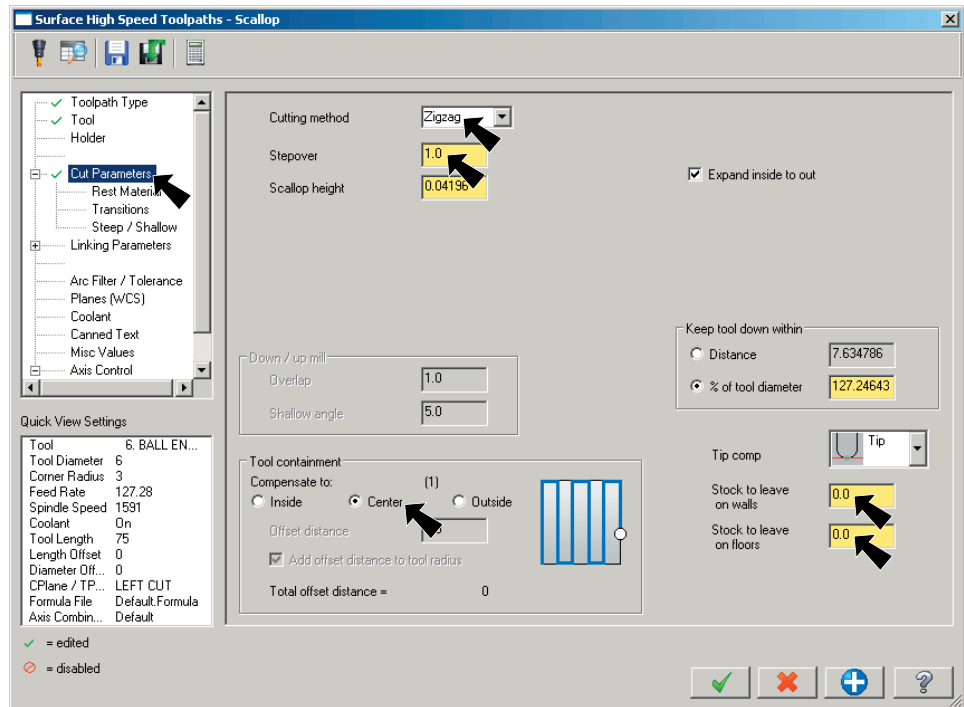 Surface High Speed Toolpaths - Scallop
Toolpath Type
Tool
Holder
Cut Parameters
Rest Material
Transitions
Steep / Shallow
Linking Parameters
Arc Filter / Tolerance
Planes (WCS)
Coolant
Canned Text
Misc Values
Axis Control
Quick View Settings
Tool 6. BALL EN...
Tool Diameter 6
Corner Radius 3
Feed Rate 127.28
Spindle Speed 1591
Coolant On
Tool Length 75
Length Offset 0
Diameter Off... 0
CPlane / TP... LEFT CUT
Formula File Default.Formula
Axis Combin... Default
= edited
= disabled
Cutting method Zigzag
Stepover 1.0
Scallop height 0.04196
Expand inside to out
Down / up mill
Overlap 1.0
Shallow angle 5.0
Keep tool down within
Distance 7.634786
% of tool diameter 127.24643
Tool containment
Compensate to: (1)
Inside Center Outside
Offset distance
Add offset distance to tool radius
Total offset distance = 0
Tip comp Tip
Stock to leave
on walls 0.0
Stock to leave
on floors 0.0